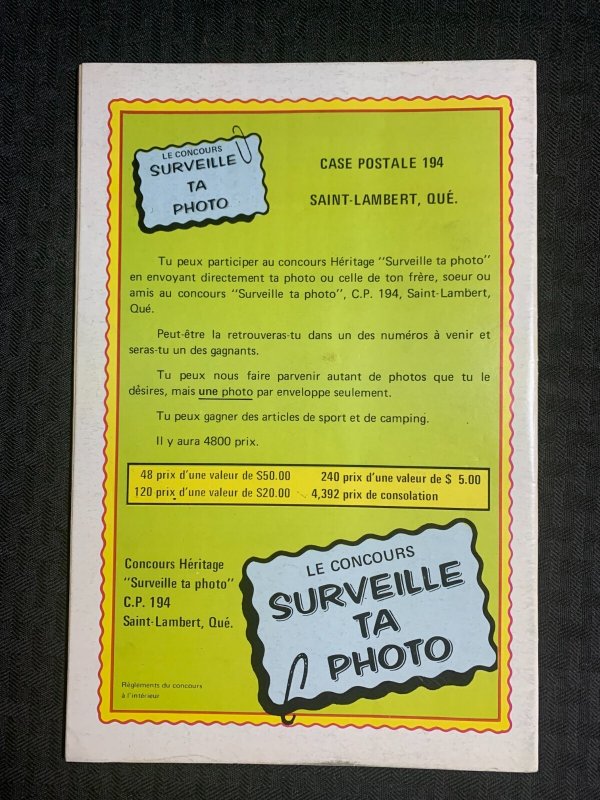 LE CONCOURS
SURVEILLE
TA
PHOTO
CASE POSTALE 194
SAINT-LAMBERT, QUÉ.
Tu peux participer au concours Héritage "Surveille ta photo"
en envoyant directement ta photo ou celle de ton frère, soeur ou
amis au concours "Surveille ta photo", C.P. 194, Saint-Lambert,
Qué.
Peut-être la retrouveras-tu dans un des numéros à venir et
seras-tu un des gagnants.
Tu peux nous faire parvenir autant de photos que tu le
désires, mais une photo par enveloppe seulement.
Tu peux gagner des articles de sport et de camping.
Il y aura 4800 prix.
48 prix d'une valeur de $50.00 240 prix d'une valeur de $ 5.00
120 prix d'une valeur de $20.00 4,392 prix de consolation
Concours Héritage
"Surveille ta photo"
C.P. 194
Saint-Lambert, Qué.
LE CONCOURS
SURVEILLE
TA
PHOTO
Règlements du concours
à l'intérieur